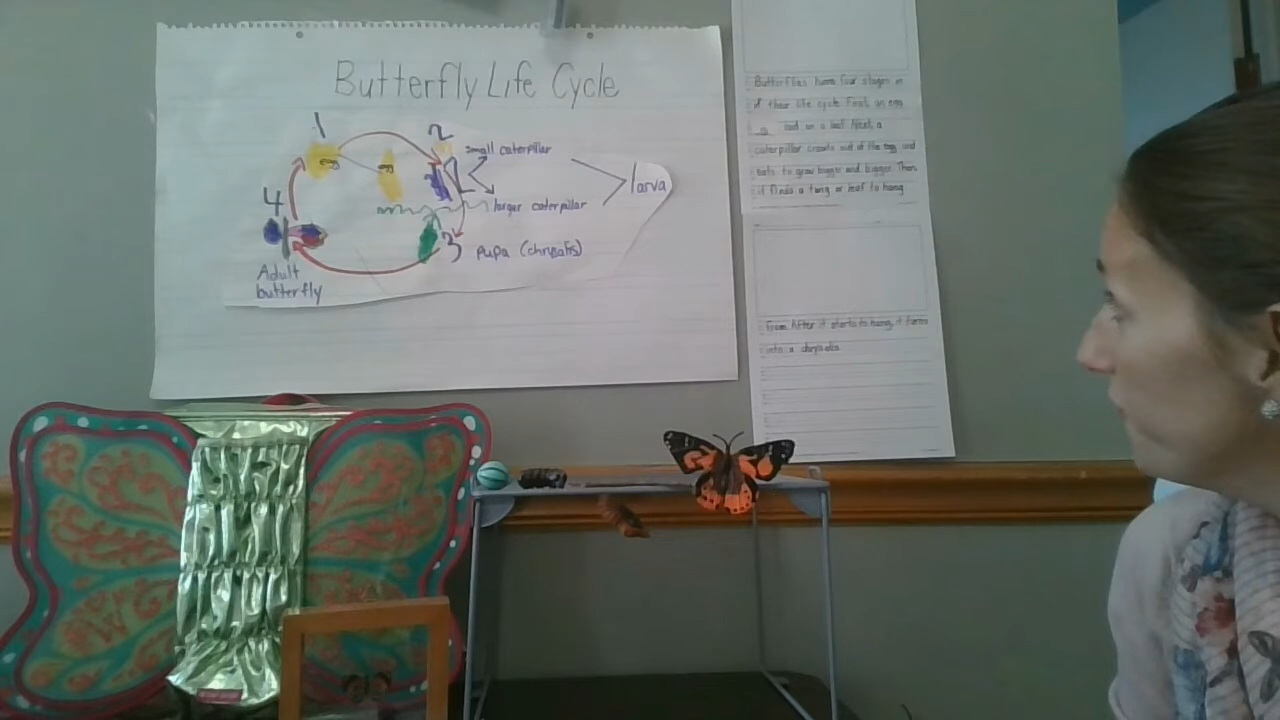 Butterfly Life Cycle
1
2
small caterpillar
larva
4
larger caterpillar
3
pupa (chrysalis)
Adult
butterfly
Butterflies have four stages in
of their life cycle. First, an egg
is laid on a leaf. Next, a
caterpillar crawls out of the egg and
eats to grow bigger and bigger. Then,
it finds a twig or leaf to hang
from. After it starts to hang, it forms
into a chrysalis.